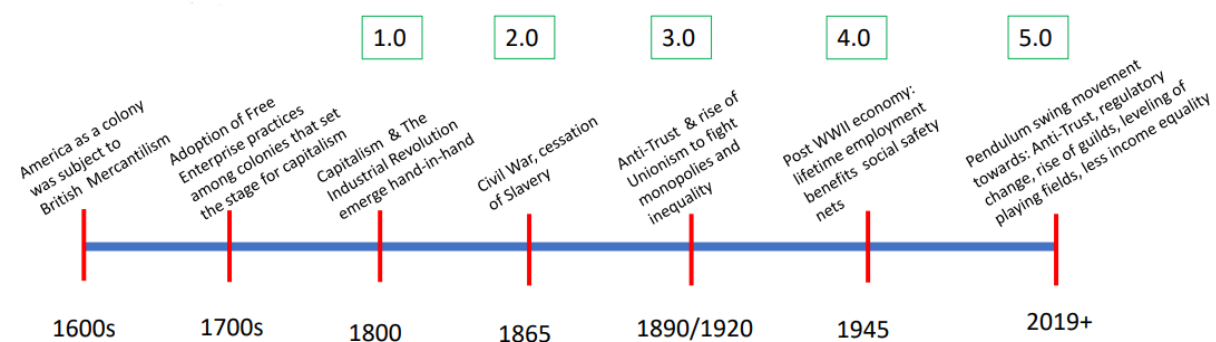 1.0
2.0
3.0
4.0
5.0
America as a colony
was subject to
British Mercantilism
Adoption of Free
Enterprise practices
among colonies that set
the stage for capitalism
Capitalism & The
Industrial Revolution
emerge hand-in-hand
Civil War, cessation
of Slavery
Anti-Trust & rise of
Unionism to fight
monopolies and
inequality
Post WWII economy:
lifetime employment
benefits social safety
nets
Pendulum swing movement
towards: Anti-Trust, regulatory
change, rise of guilds, leveling of
playing fields, less income equality
1600s
1700s
1800
1865
1890/1920
1945
2019+